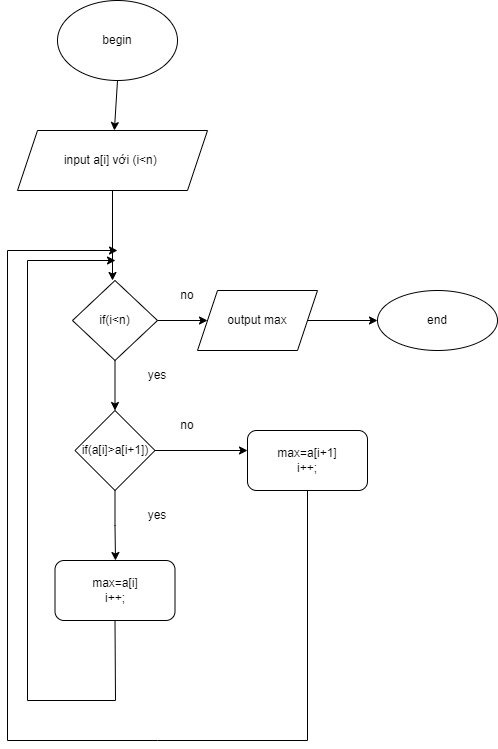 begin
input a[i] với (i<n)
no
if(i<n)
output max
end
yes
no
if(a[i]>a[i+1])
max=a[i+1]
i++;
yes
max=a[i]
i++;